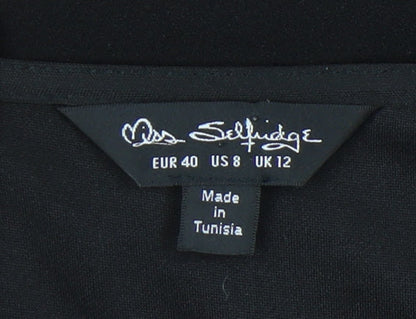 Miss Selfridge
EUR 40 US 8 UK 12
Made
in
Tunisia